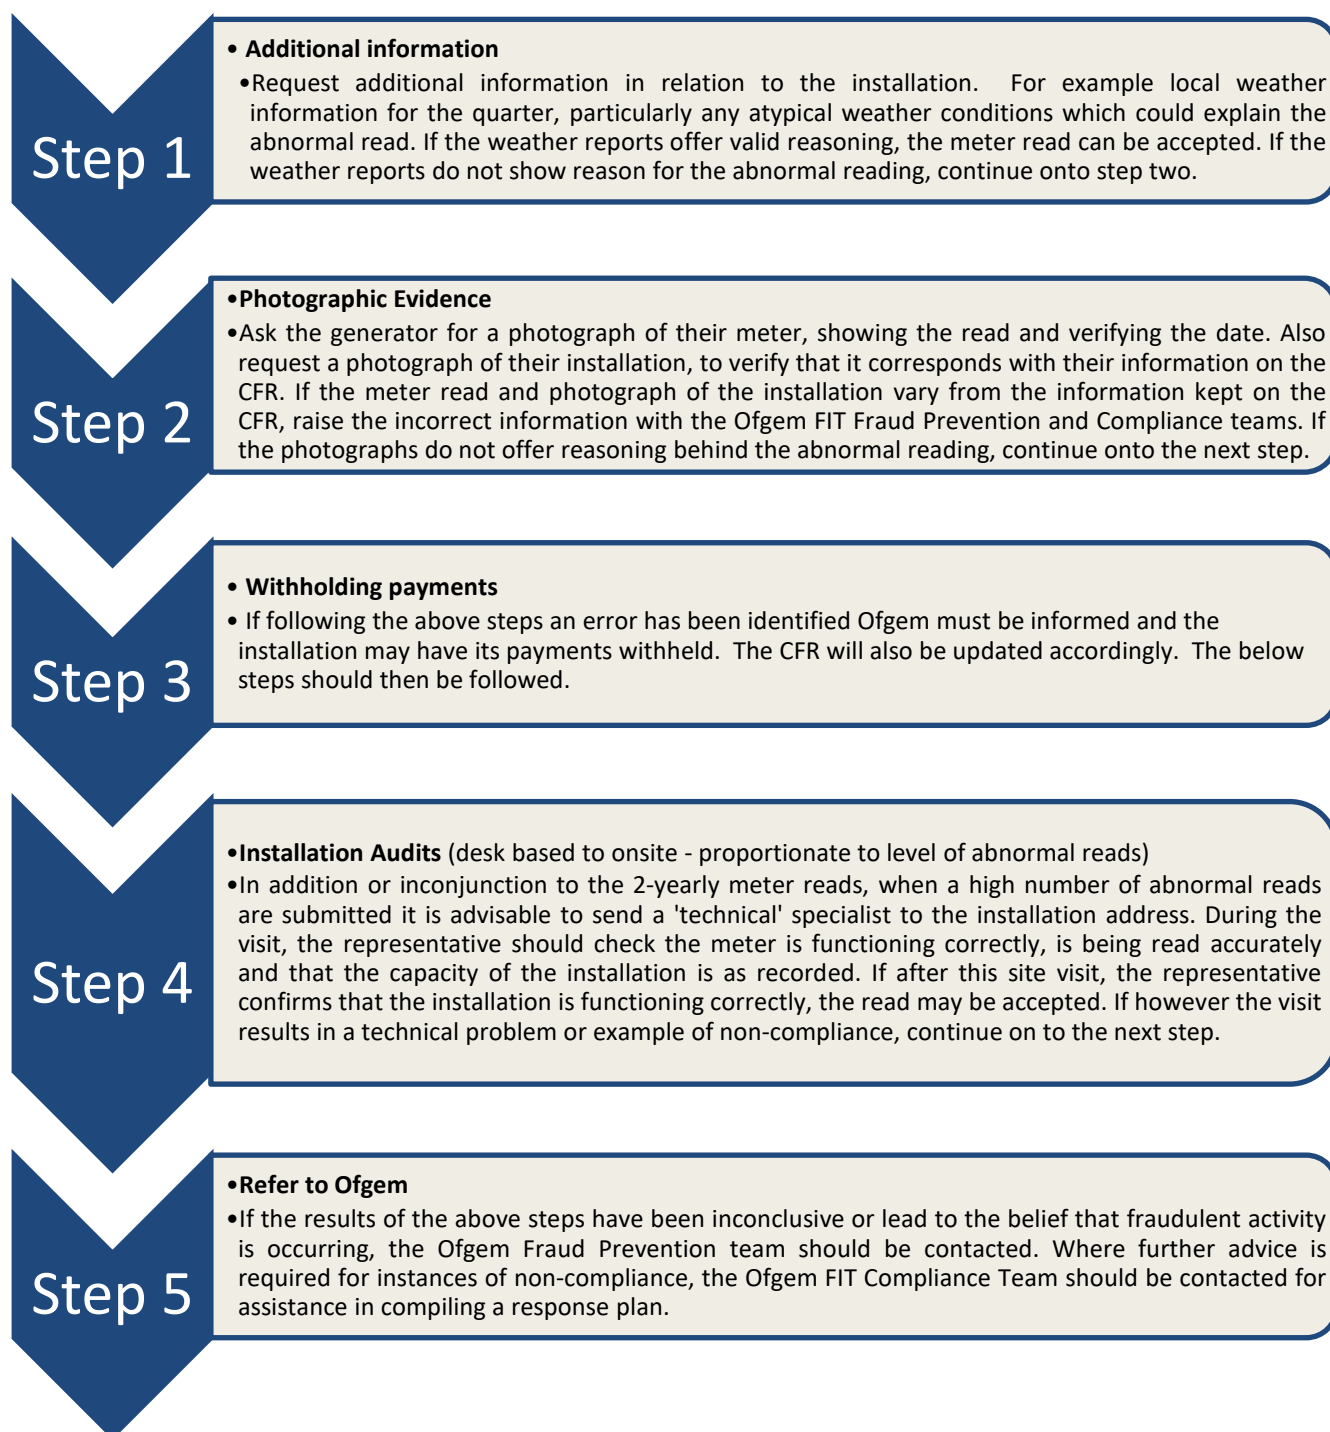 Step 1
• Additional information
•Request additional information in relation to the installation. For example local weather
information for the quarter, particularly any atypical weather conditions which could explain the
abnormal read. If the weather reports offer valid reasoning, the meter read can be accepted. If the
weather reports do not show reason for the abnormal reading, continue onto step two.
Step 2
•Photographic Evidence
•Ask the generator for a photograph of their meter, showing the read and verifying the date. Also
request a photograph of their installation, to verify that it corresponds with their information on the
CFR. If the meter read and photograph of the installation vary from the information kept on the
CFR, raise the incorrect information with the Ofgem FIT Fraud Prevention and Compliance teams. If
the photographs do not offer reasoning behind the abnormal reading, continue onto the next step.
Step 3
• Withholding payments
• If following the above steps an error has been identified Ofgem must be informed and the
installation may have its payments withheld. The CFR will also be updated accordingly. The below
steps should then be followed.
Step 4
•Installation Audits (desk based to onsite - proportionate to level of abnormal reads)
•In addition or inconjunction to the 2-yearly meter reads, when a high number of abnormal reads
are submitted it is advisable to send a 'technical' specialist to the installation address. During the
visit, the representative should check the meter is functioning correctly, is being read accurately
and that the capacity of the installation is as recorded. If after this site visit, the representative
confirms that the installation is functioning correctly, the read may be accepted. If however the visit
results in a technical problem or example of non-compliance, continue on to the next step.
Step 5
•Refer to Ofgem
•If the results of the above steps have been inconclusive or lead to the belief that fraudulent activity
is occurring, the Ofgem Fraud Prevention team should be contacted. Where further advice is
required for instances of non-compliance, the Ofgem FIT Compliance Team should be contacted for
assistance in compiling a response plan.